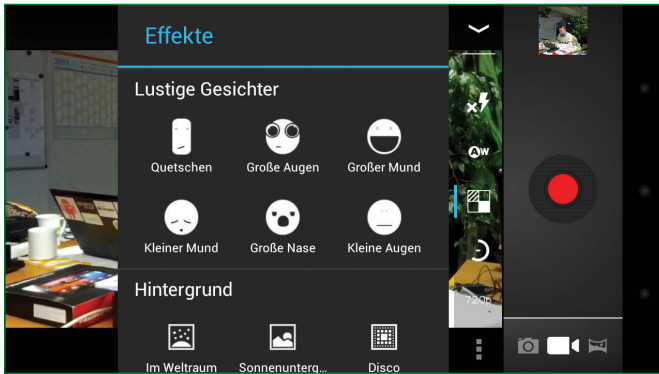 Effekte
Lustige Gesichter
Quetschen
Große Augen
Großer Mund
Kleiner Mund
Große Nase
Kleine Augen
Hintergrund
Im Weltraum
Sonnenunterg...
Disco
AW
720p